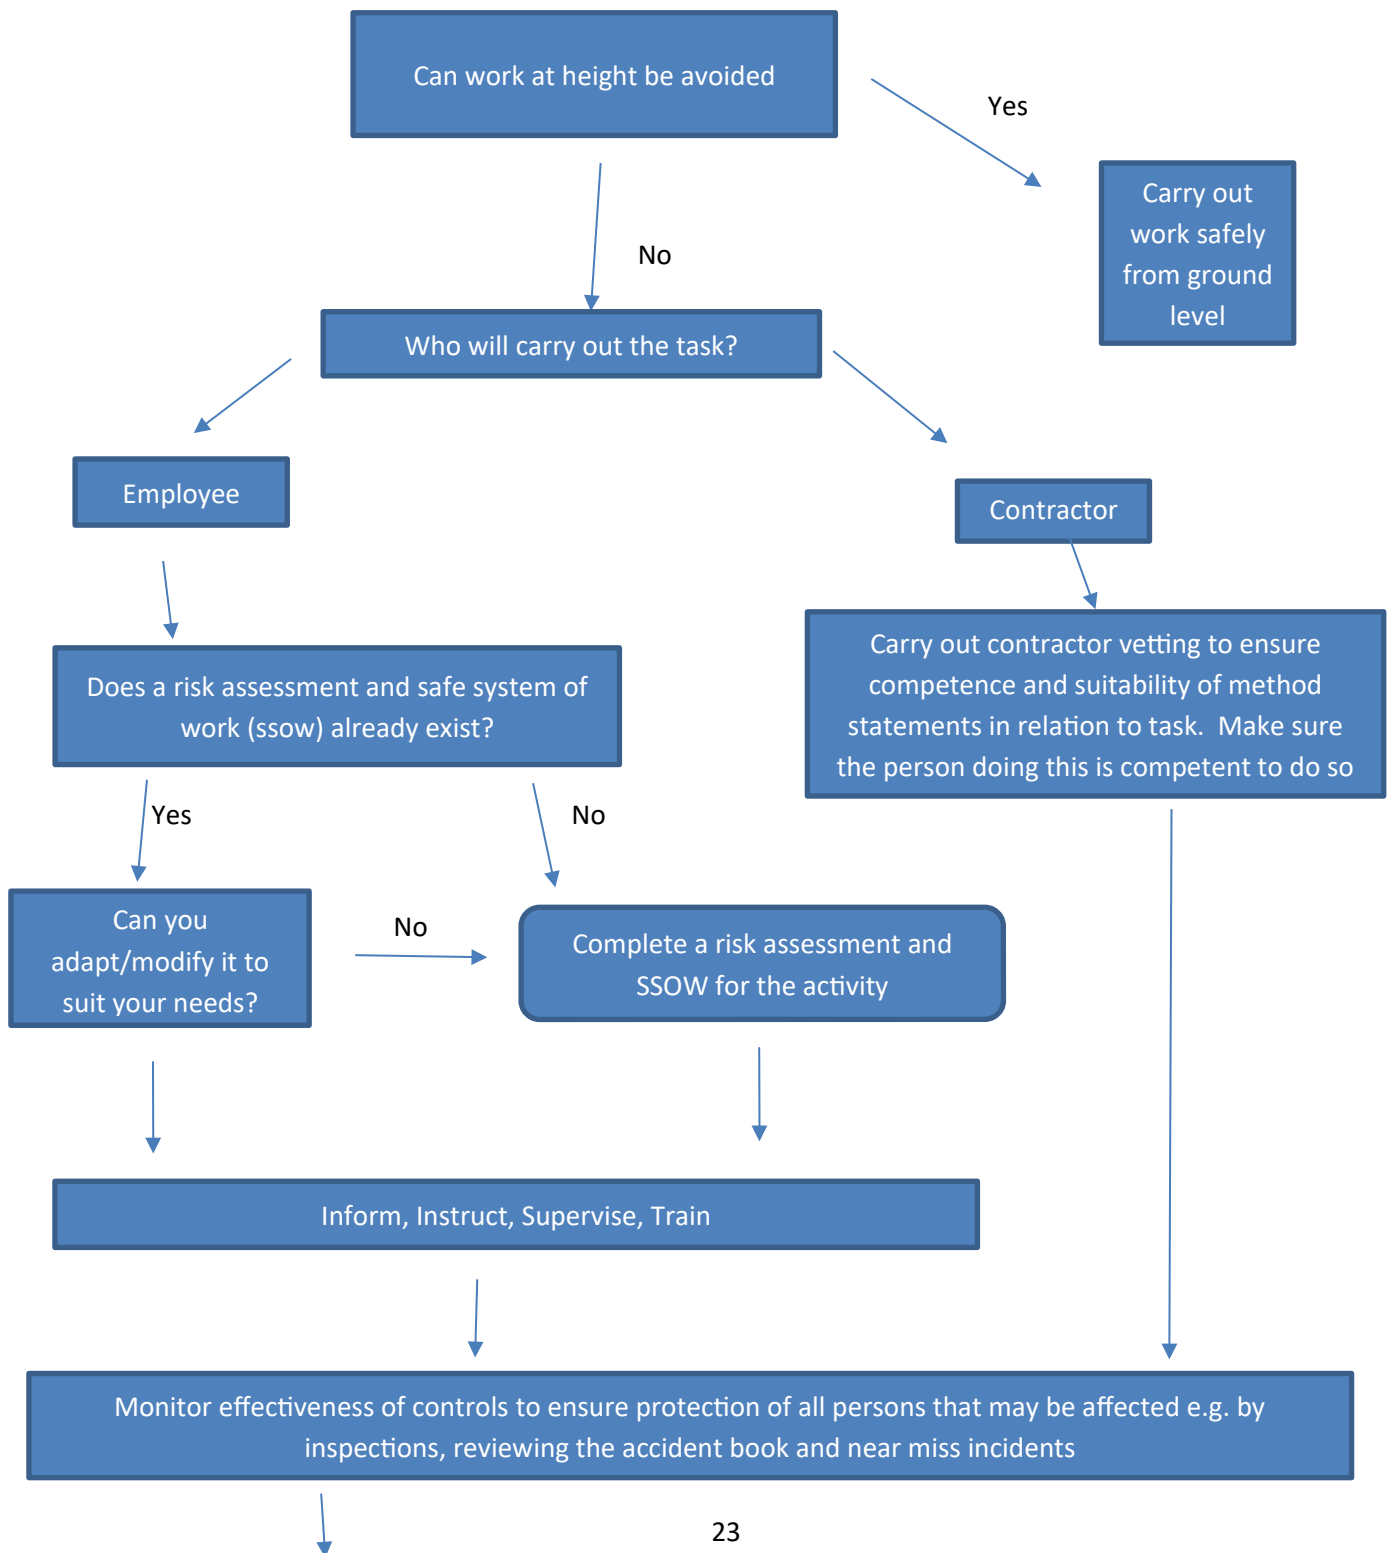 Can work at height be avoided
Yes
Carry out
work safely
from ground
level
No
Who will carry out the task?
Employee
Contractor
Carry out contractor vetting to ensure
competence and suitability of method
statements in relation to task.  Make sure
the person doing this is competent to do so
Does a risk assessment and safe system of
work (ssow) already exist?
Yes
No
Can you
adapt/modify it to
suit your needs?
No
Complete a risk assessment and
SSOW for the activity
Inform, Instruct, Supervise, Train
Monitor effectiveness of controls to ensure protection of all persons that may be affected e.g. by
inspections, reviewing the accident book and near miss incidents
23